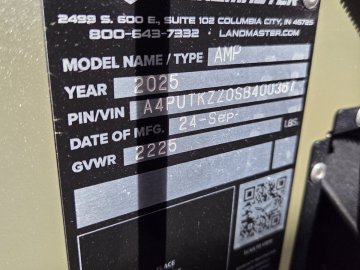 2499 S. 600 E., SUITE 102 COLUMBIA CITY, IN 46725
800-643-7332 • LANDMASTER.COM
MODEL NAME / TYPE AMP
YEAR 2025
PIN/VIN A4PUTKZZ0SB400367
DATE OF MFG. 24-Sep
GVWR 2225 LBS.